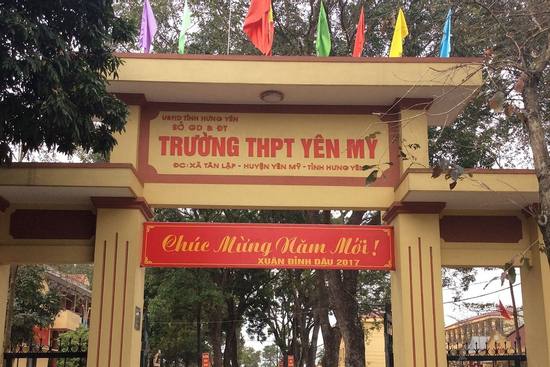 UBND TỈNH HƯNG YÊN
SỞ GD & ĐT
TRƯỜNG THPT YÊN MỸ
ĐC: XÃ TÂN LẬP - HUYỆN YÊN MỸ - TỈNH HƯNG YÊN
Chúc Mừng Năm Mới !
XUÂN ĐINH DẬU 2017